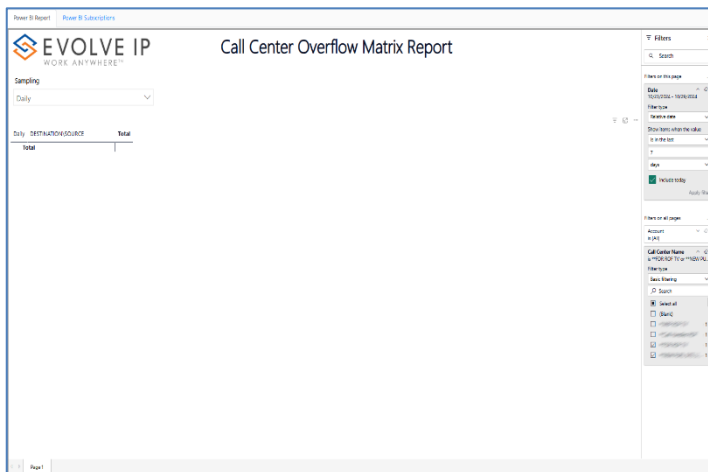 Power BI Report Power BI Subscriptions
EVOLVE IP
WORK ANYWHERE™
Call Center Overflow Matrix Report
Sampling
Daily
Daily DESTINATION\SOURCE Total
Total
Filters
Search
Filters on this page
Date
Filter type
Relative date
Show items when the value
is in the last
7
days
Include today
Apply filter
Filters on all pages
Account
is (All)
Call Center Name
Filter type
Basic filtering
Search
Select all
(Blank)
Page 1